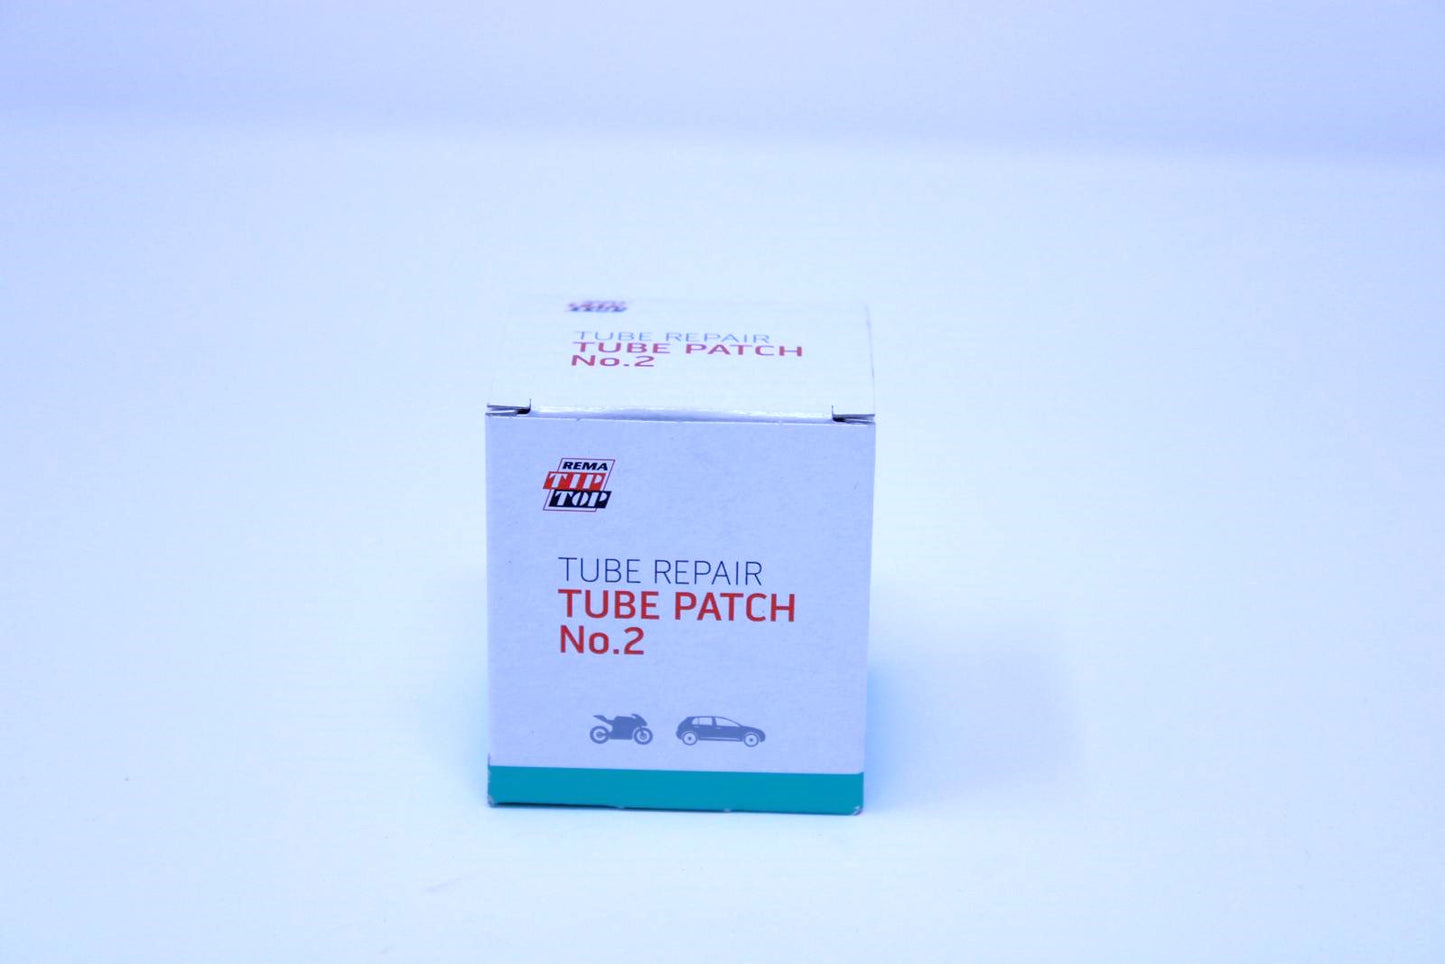 TUBE REPAIR
TUBE PATCH
No.2
REMA
TIP
TOP
TUBE REPAIR
TUBE PATCH
No.2